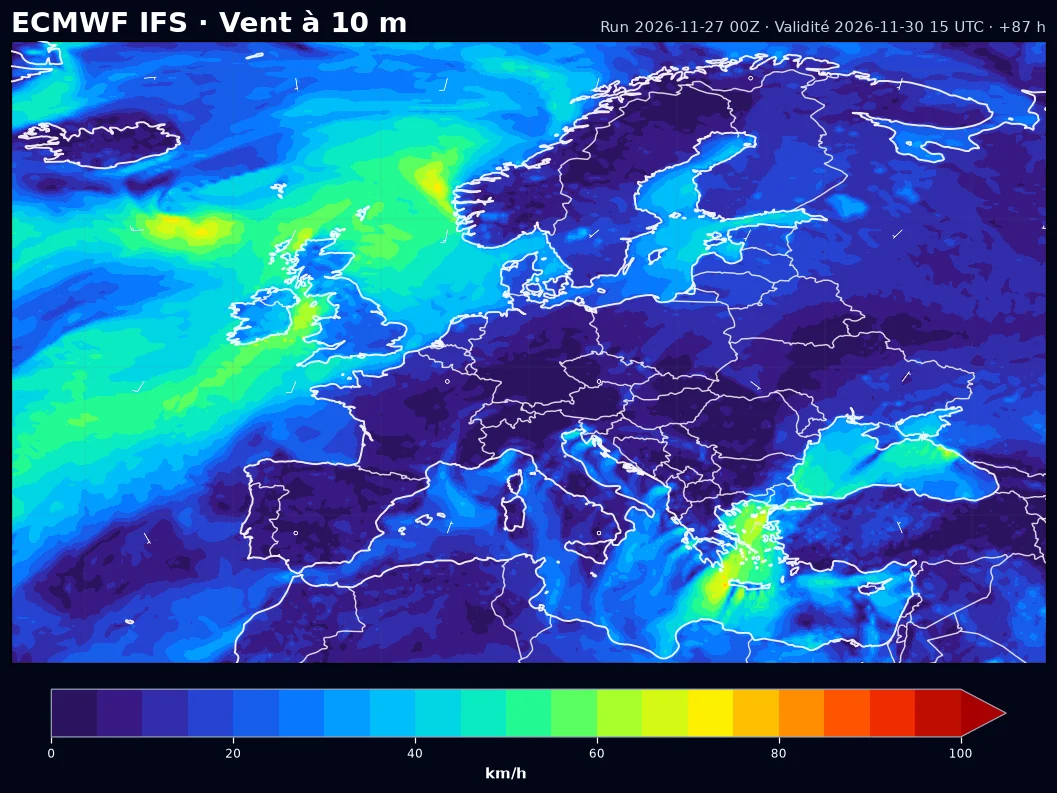 ECMWF IFS · Vent à 10 m
Run 2026-11-27 00Z · Validité 2026-11-30 15 UTC · +87 h
0 20 40 60 80 100
km/h